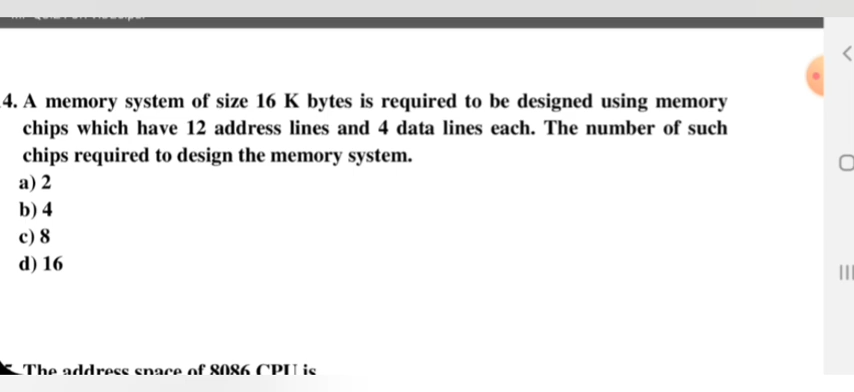 4. A memory system of size 16 K bytes is required to be designed using memory
chips which have 12 address lines and 4 data lines each. The number of such
chips required to design the memory system.
a) 2
b) 4
c) 8
d) 16
The address space of 8086 CPU is